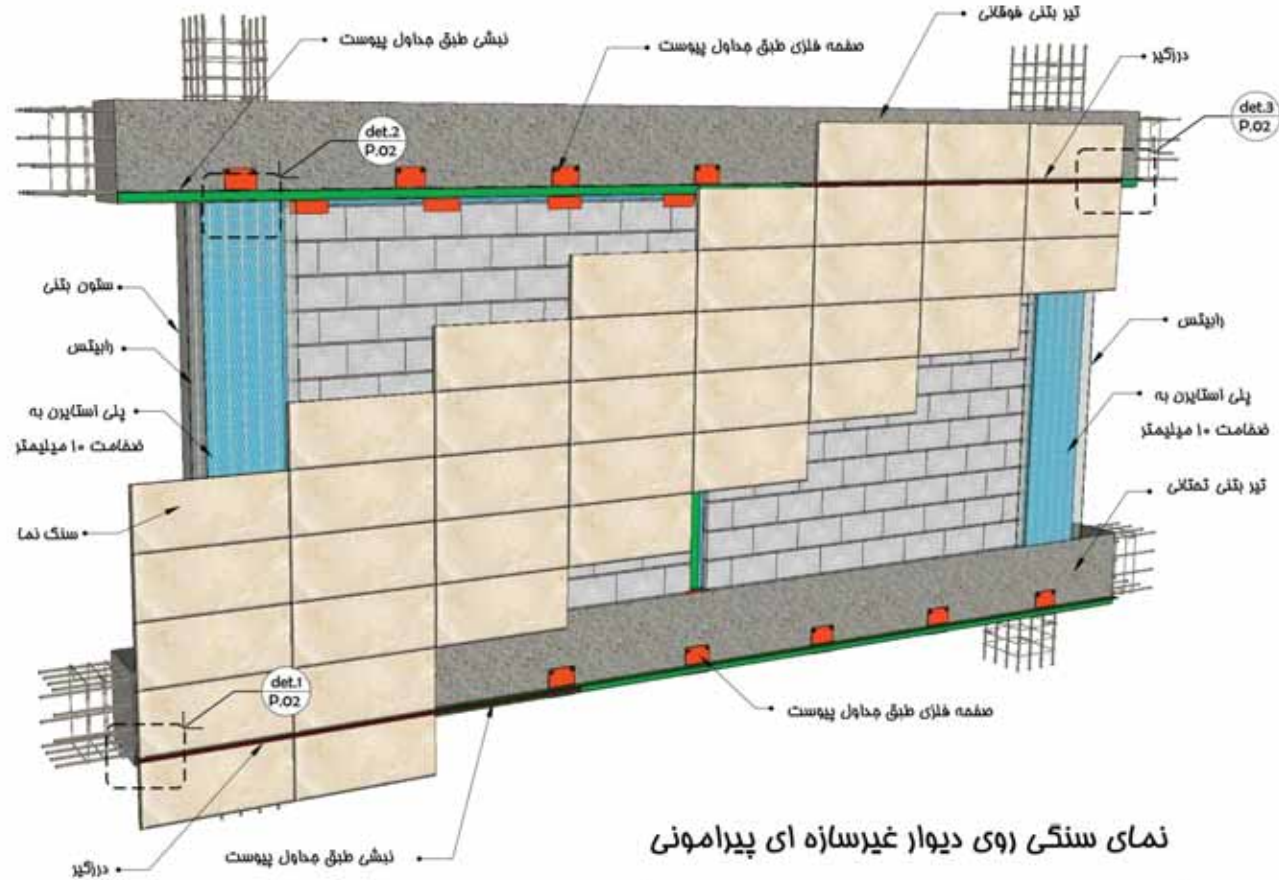 تیر بتنی فوقانی
نبشی طبق جداول پیوست
صفحه فلزی طبق جداول پیوست
درزگیر
det.3
P.02
det.2
P.02
ستون بتنی
رابیتس
رابیتس
پلی استایرن به
ضخامت ۱۰ میلیمتر
پلی استایرن به
ضخامت ۱۰ میلیمتر
تیر بتنی تحتانی
سنگ نما
det.1
P.02
صفحه فلزی طبق جداول پیوست
نبشی طبق جداول پیوست
درزگیر
نمای سنگی روی دیوار غیرسازه ای پیرامونی